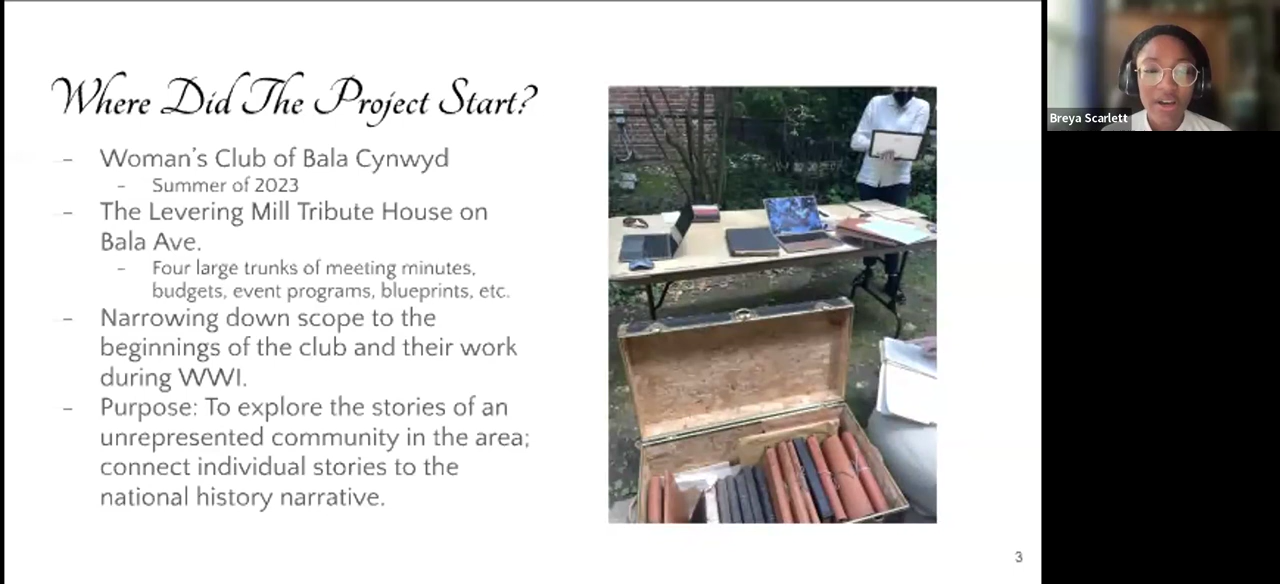 Where Did The Project Start?
- Woman's Club of Bala Cynwyd
- Summer of 2023
- The Levering Mill Tribute House on
Bala Ave.
- Four large trunks of meeting minutes,
budgets, event programs, blueprints, etc.
- Narrowing down scope to the
beginnings of the club and their work
during WWI.
- Purpose: To explore the stories of an
unrepresented community in the area;
connect individual stories to the
national history narrative.
3
Breya Scarlett